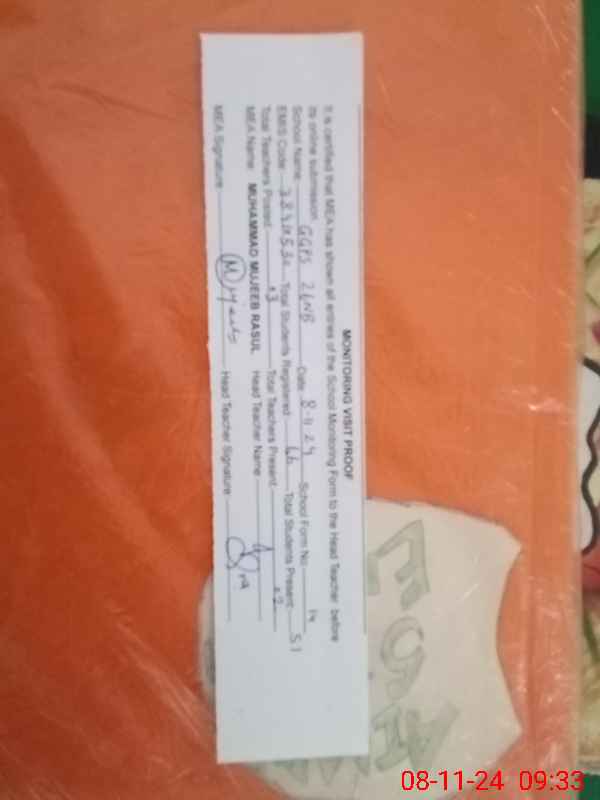 MONITORING VISIT PROOF
It is certified that MEA has shown all entries of the School Monitoring Form to the Head Teacher before
its online submission
School Name GGPS 26NB Date 8-11-24 School Form No 14
EMIS Code Total Students Registered 66 Total Students Present 51
Total Teachers Posted 3 Total Teachers Present 2
MEA Name: MUHAMMAD MUJEEB RASUL Head Teacher Name
MEA Signature Head Teacher Signature
08-11-24 09:33